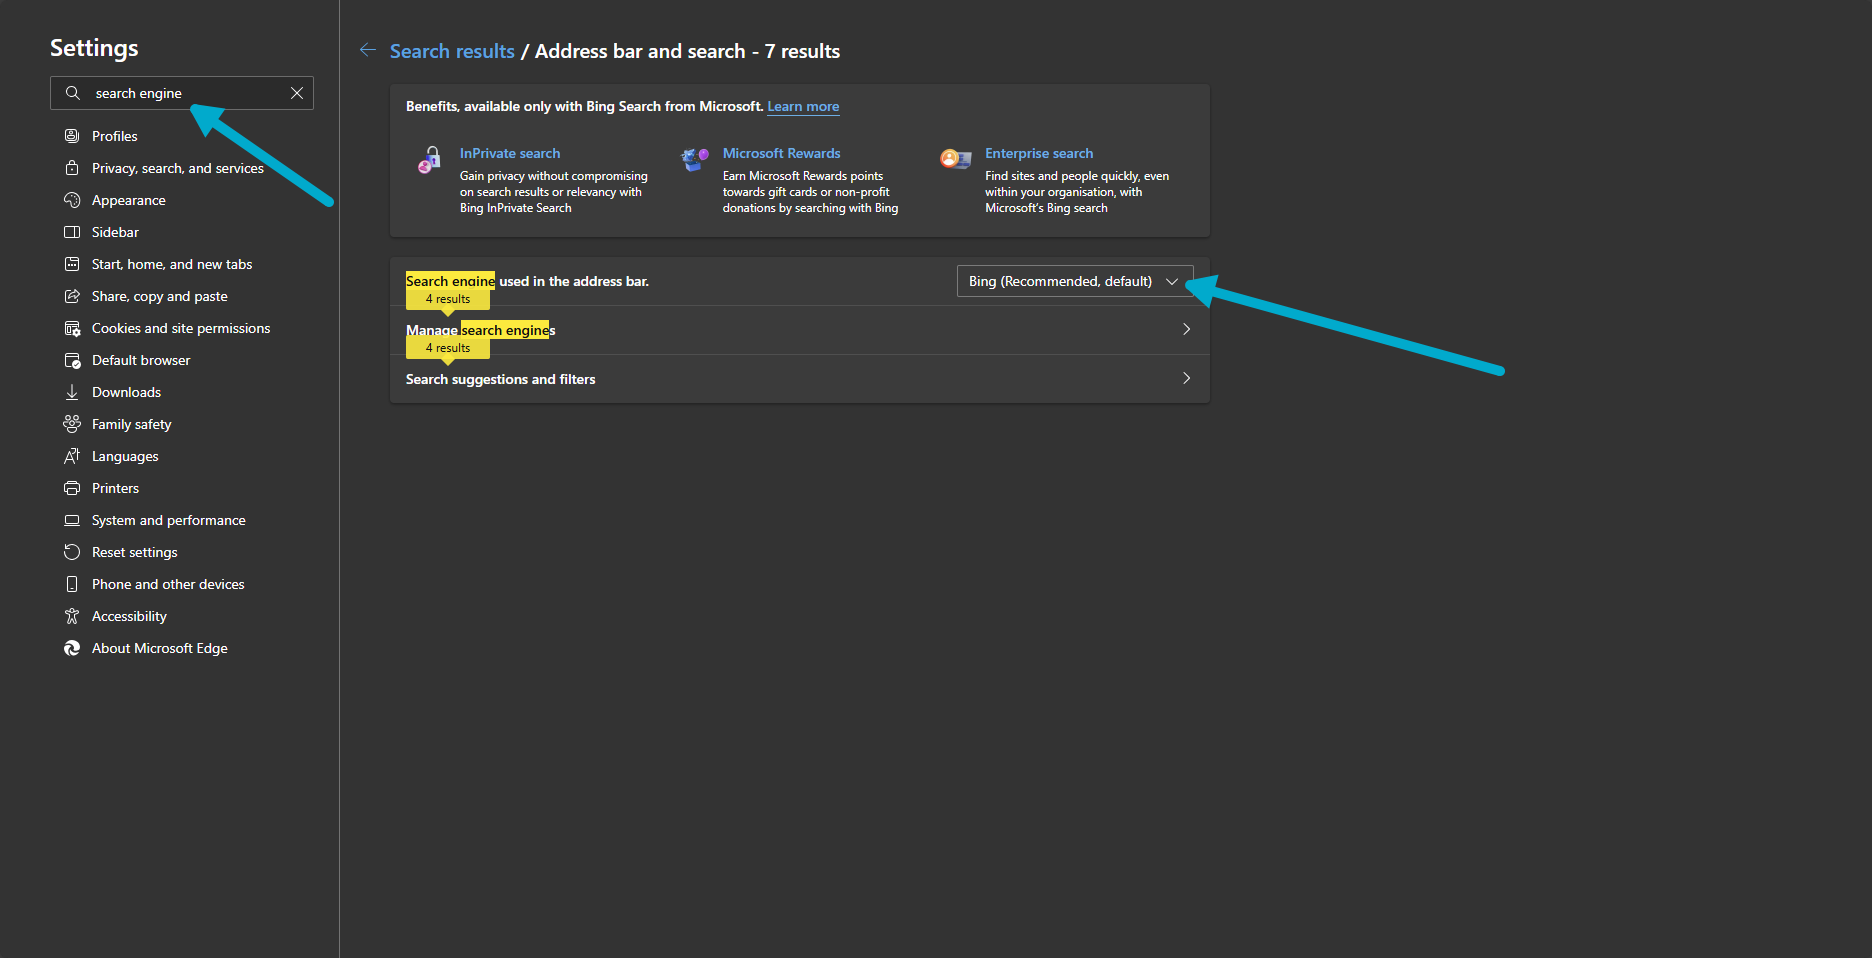 Settings
search engine
Profiles
Privacy, search, and services
Appearance
Sidebar
Start, home, and new tabs
Share, copy and paste
Cookies and site permissions
Default browser
Downloads
Family safety
Languages
Printers
System and performance
Reset settings
Phone and other devices
Accessibility
About Microsoft Edge
Search results / Address bar and search - 7 results
Benefits, available only with Bing Search from Microsoft. Learn more
InPrivate search
Gain privacy without compromising
on search results or relevancy with
Bing InPrivate Search
Microsoft Rewards
Earn Microsoft Rewards points
towards gift cards or non-profit
donations by searching with Bing
Enterprise search
Find sites and people quickly, even
within your organisation, with
Microsoft's Bing search
Search engine used in the address bar.
Bing (Recommended, default)
4 results
Manage search engines
4 results
Search suggestions and filters